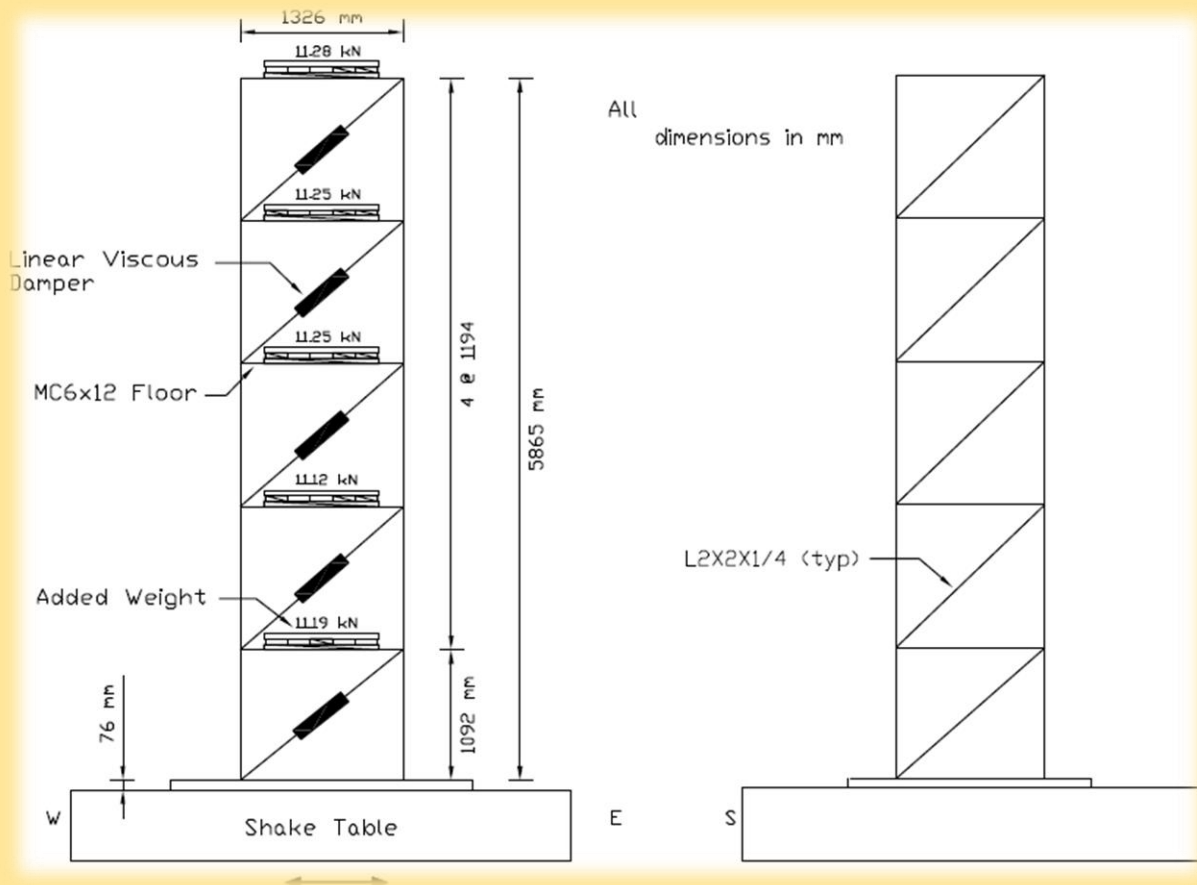 1326 mm
11.28 kN
All
dimensions in mm
11.25 kN
Linear Viscous
Damper
11.25 kN
4 @ 1194
MC6x12 Floor
5865 mm
11.12 kN
L2X2X1/4 (typ)
Added Weight
11.19 kN
76 mm
1092 mm
W
Shake Table
E
S